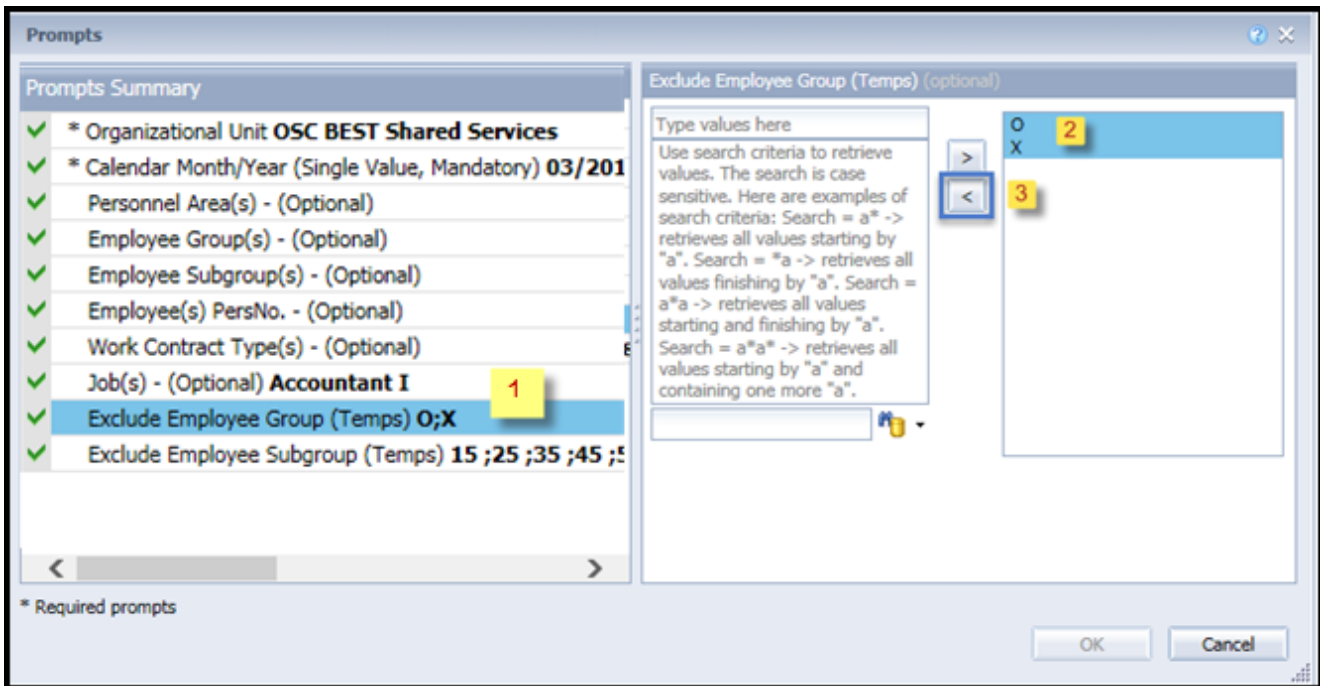 Prompts
Prompts Summary
* Organizational Unit OSC BEST Shared Services
* Calendar Month/Year (Single Value, Mandatory) 03/201
Personnel Area(s) - (Optional)
Employee Group(s) - (Optional)
Employee Subgroup(s) - (Optional)
Employee(s) PersNo. - (Optional)
Work Contract Type(s) - (Optional)
Job(s) - (Optional) Accountant I
1
Exclude Employee Group (Temps) O;X
Exclude Employee Subgroup (Temps) 15 ;25 ;35 ;45 ;5
Exclude Employee Group (Temps) (optional)
Type values here
Use search criteria to retrieve
values. The search is case
sensitive. Here are examples of
search criteria: Search = a* ->
retrieves all values starting by
"a". Search = *a -> retrieves all
values finishing by "a". Search =
a*a -> retrieves all values
starting and finishing by "a".
Search = a*a* -> retrieves all
values starting by "a" and
containing one more "a".
>
<
3
O
X
2
* Required prompts
OK
Cancel